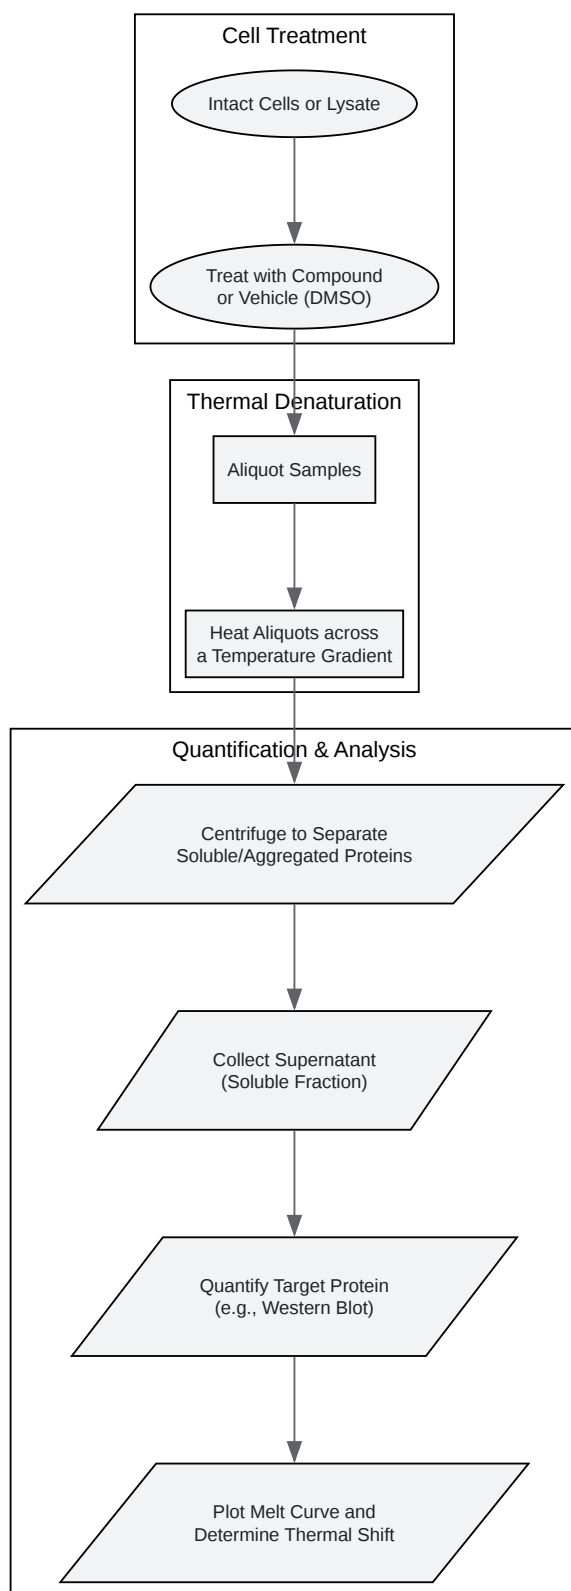 Cell Treatment
Intact Cells or Lysate
Treat with Compound
or Vehicle (DMSO)
Thermal Denaturation
Aliquot Samples
Heat Aliquots across
a Temperature Gradient
Quantification & Analysis
Centrifuge to Separate
Soluble/Aggregated Proteins
Collect Supernatant
(Soluble Fraction)
Quantify Target Protein
(e.g., Western Blot)
Plot Melt Curve and
Determine Thermal Shift